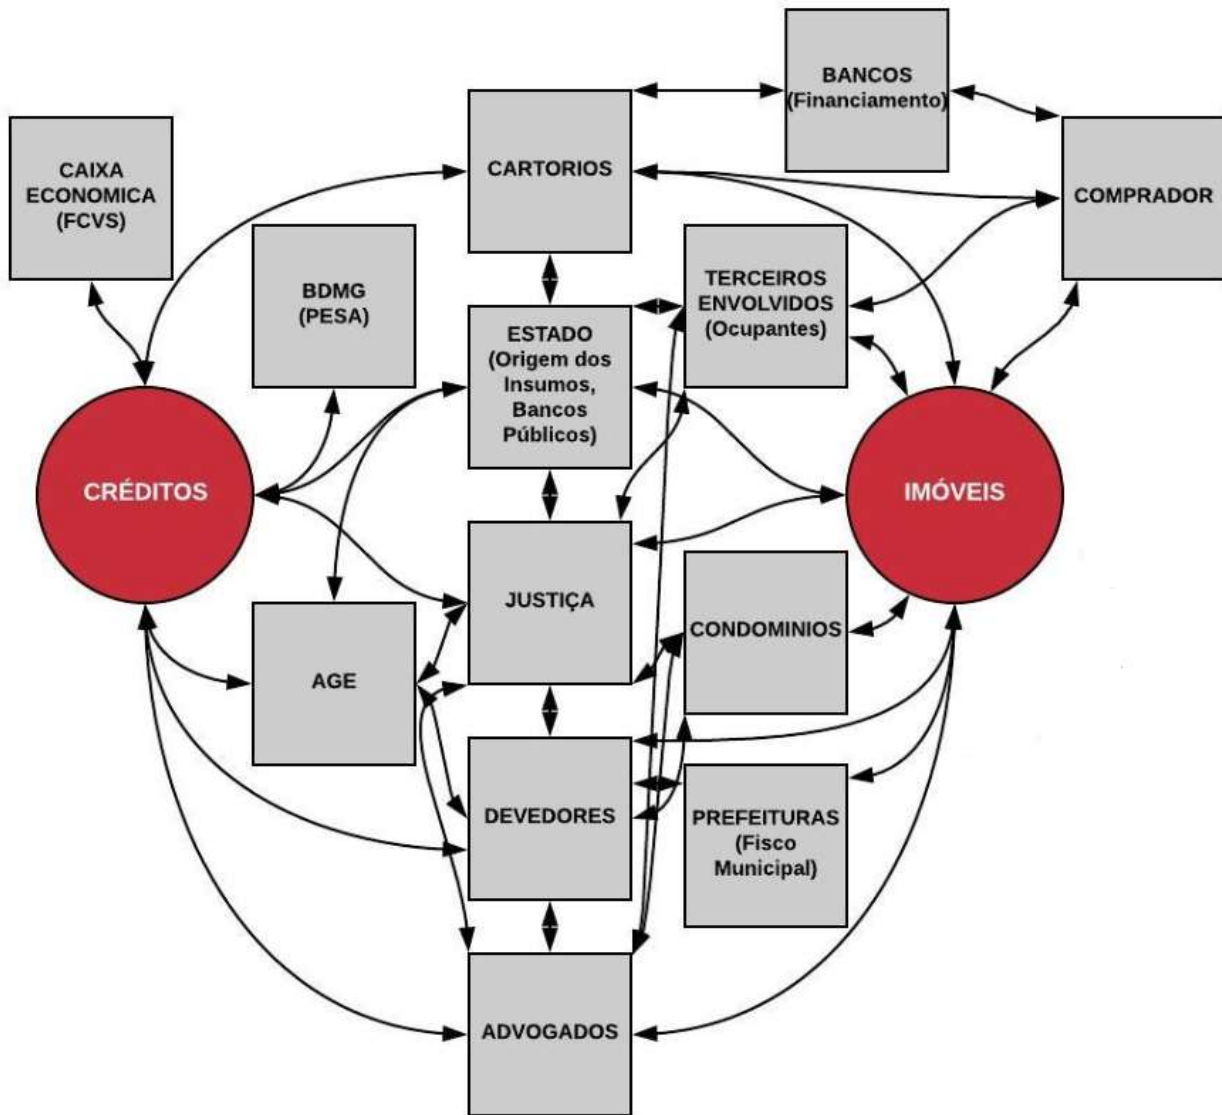 BANCOS
(Financiamento)
CAIXA
ECONOMICA
(FCVS)
CARTORIOS
COMPRADOR
BDMG
(PESA)
TERCEIROS
ENVOLVIDOS
(Ocupantes)
ESTADO
(Origem dos
Insumos,
Bancos
Públicos)
CRÉDITOS
IMÓVEIS
JUSTIÇA
CONDOMINIOS
AGE
DEVEDORES
PREFEITURAS
(Fisco
Municipal)
ADVOGADOS